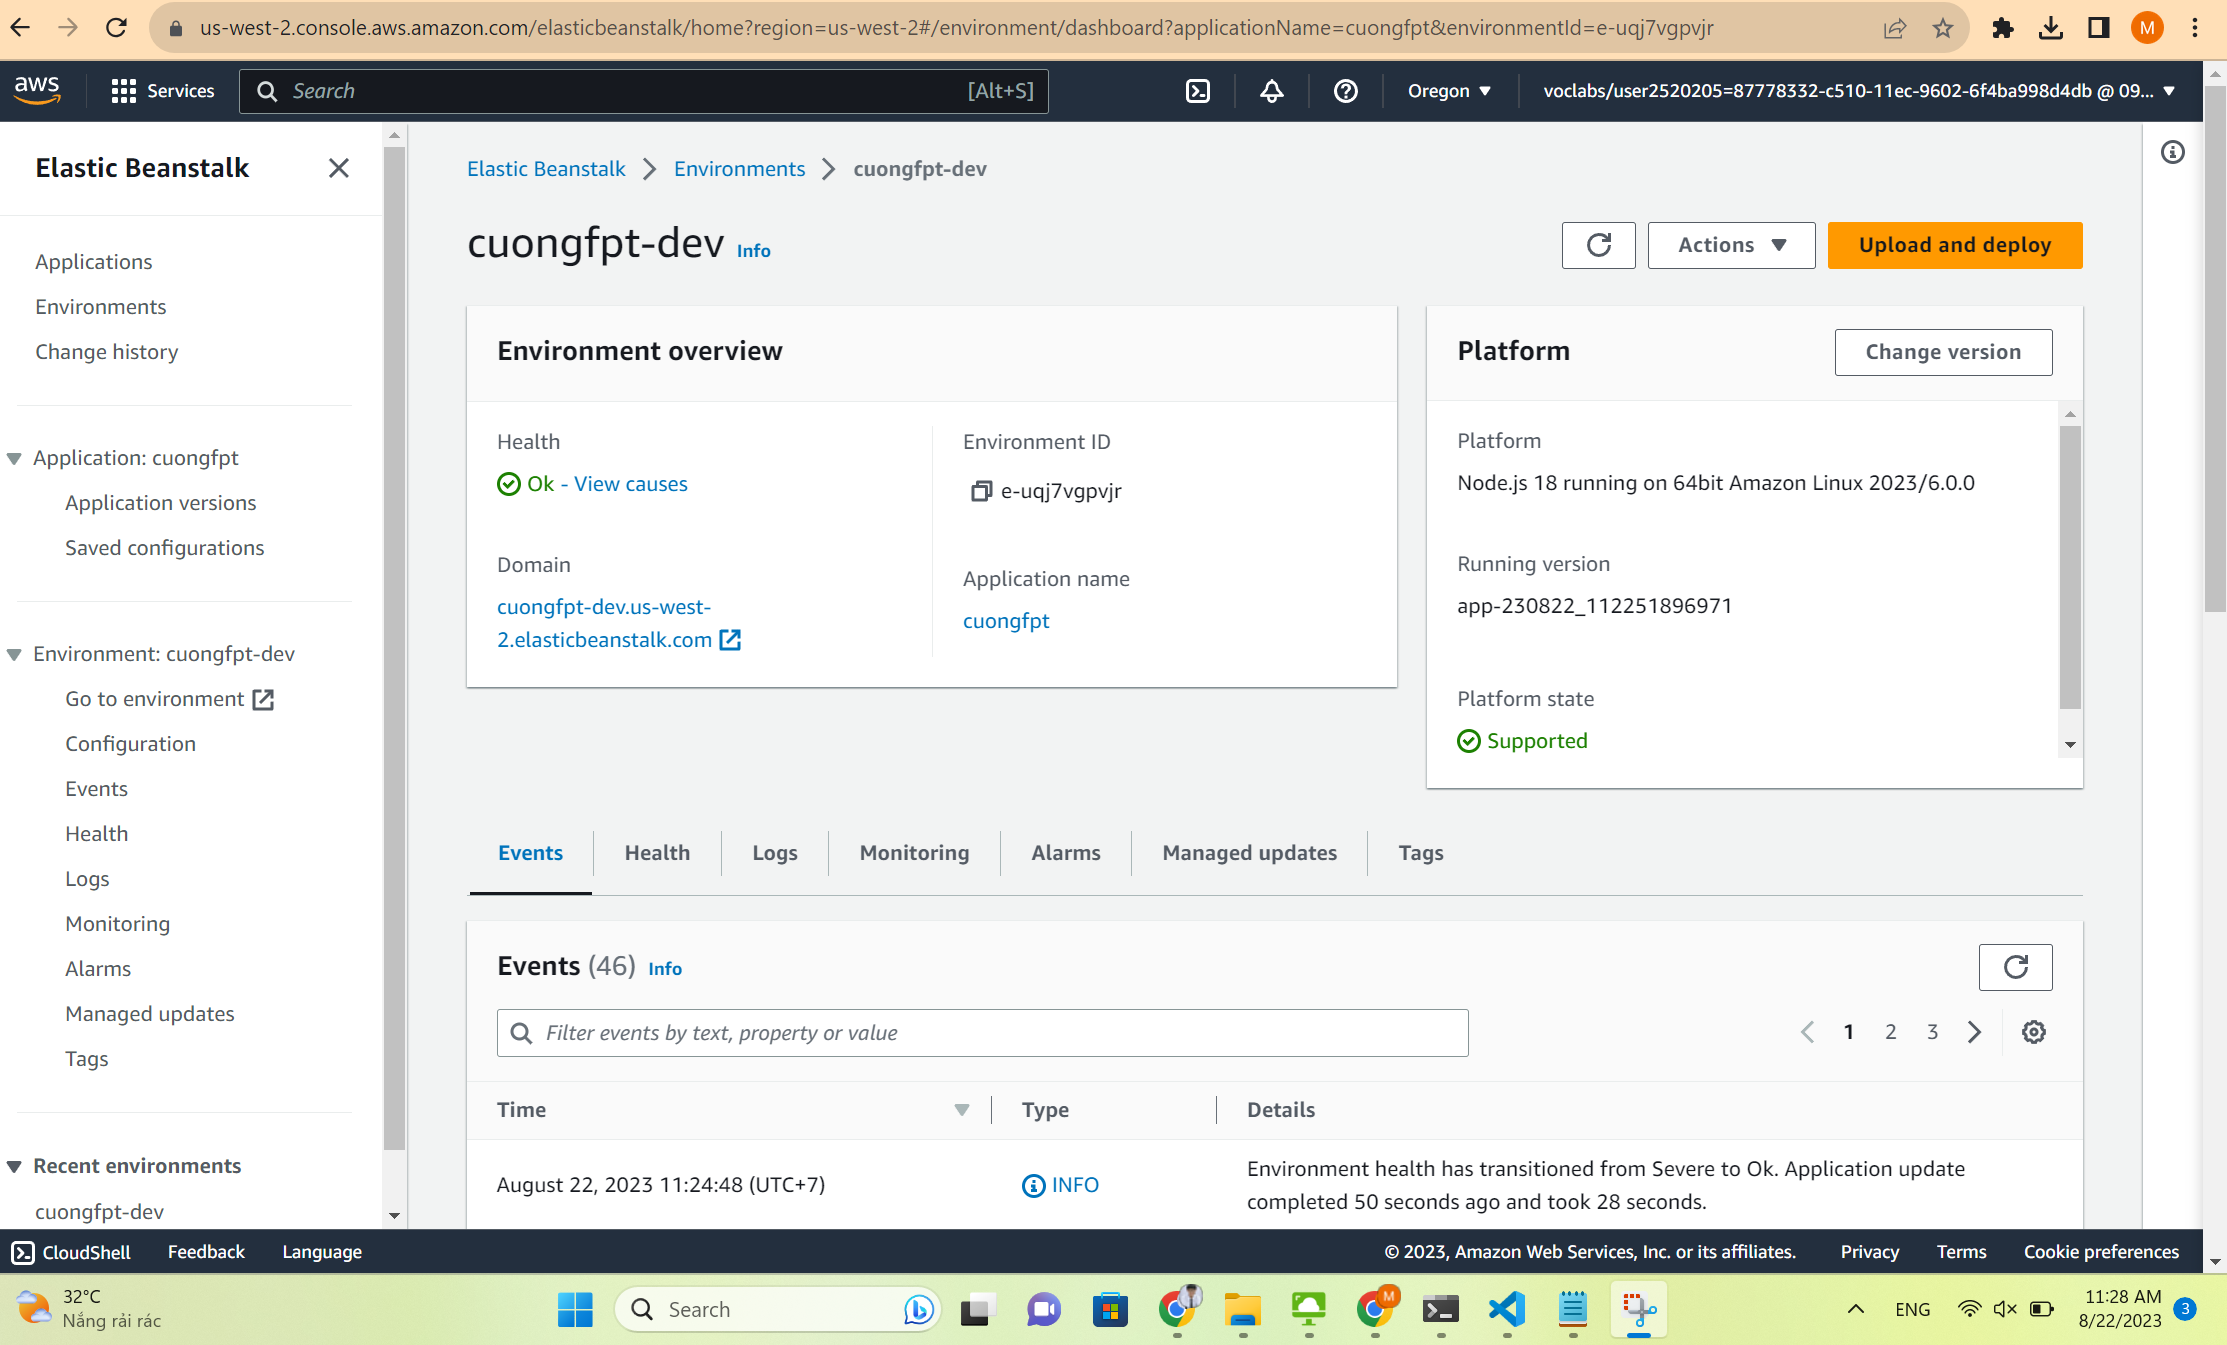 us-west-2.console.aws.amazon.com/elasticbeanstalk/home?region=us-west-2#/environment/dashboard?applicationName=cuongfpt&environmentId=e-uqj7vgpvjr
M
aws
Services
Search
[Alt+S]
Oregon
voclabs/user2520205=87778332-c510-11ec-9602-6f4ba998d4db @ 09...
Elastic Beanstalk
Applications
Environments
Change history
Application: cuongfpt
Application versions
Saved configurations
Environment: cuongfpt-dev
Go to environment
Configuration
Events
Health
Logs
Monitoring
Alarms
Managed updates
Tags
Recent environments
cuongfpt-dev
Elastic Beanstalk
Environments
cuongfpt-dev
cuongfpt-dev Info
Actions
Upload and deploy
Environment overview
Health
Ok - View causes
Domain
cuongfpt-dev.us-west-
2.elasticbeanstalk.com
Environment ID
e-uqj7vgpvjr
Application name
cuongfpt
Platform
Change version
Platform
Node.js 18 running on 64bit Amazon Linux 2023/6.0.0
Running version
app-230822_112251896971
Platform state
Supported
Events
Health
Logs
Monitoring
Alarms
Managed updates
Tags
Events (46) Info
Filter events by text, property or value
1
2
3
Time
Type
Details
August 22, 2023 11:24:48 (UTC+7)
INFO
Environment health has transitioned from Severe to Ok. Application update
completed 50 seconds ago and took 28 seconds.
CloudShell
Feedback
Language
© 2023, Amazon Web Services, Inc. or its affiliates.
Privacy
Terms
Cookie preferences
32°C
Nắng rải rác
Search
M
ENG
11:28 AM
8/22/2023
3